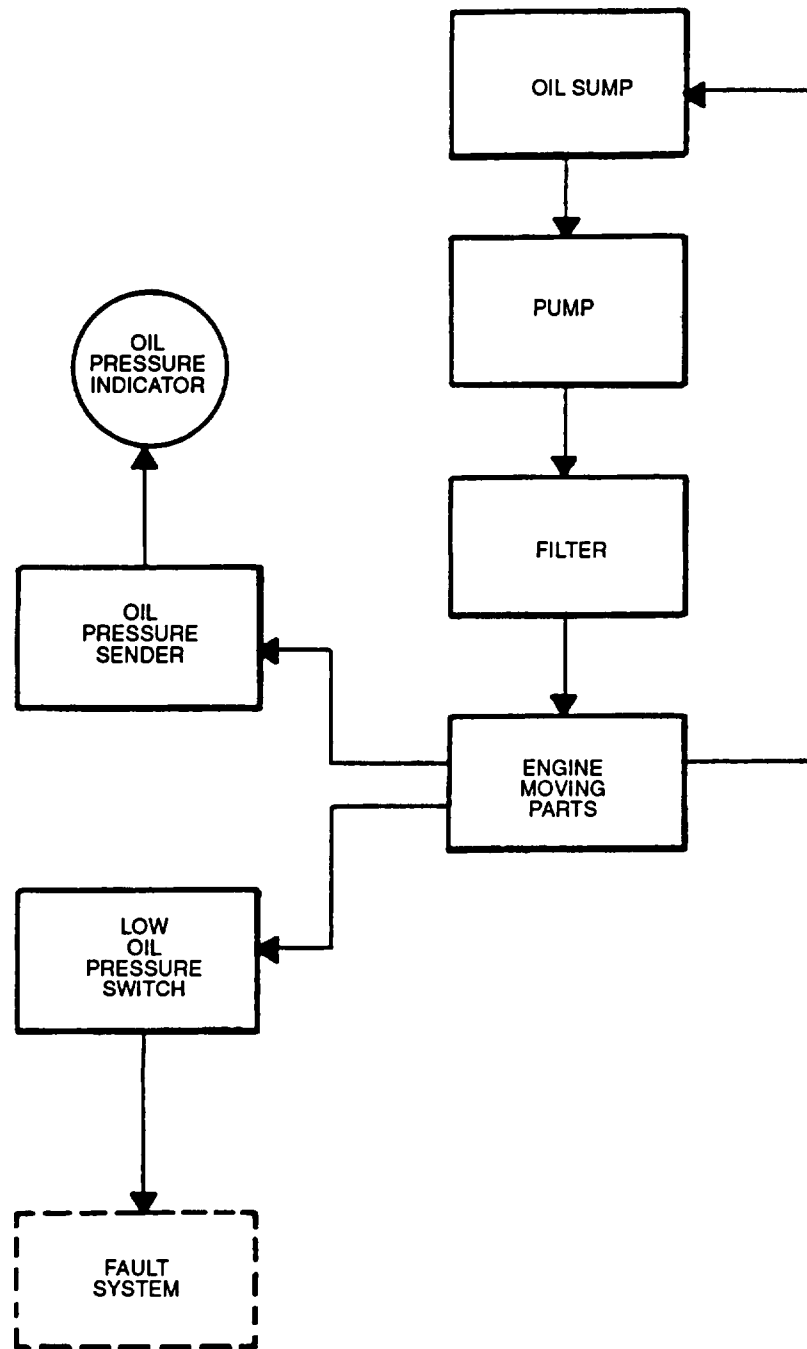 OIL SUMP
PUMP
OIL
PRESSURE
INDICATOR
FILTER
OIL
PRESSURE
SENDER
ENGINE
MOVING
PARTS
LOW
OIL
PRESSURE
SWITCH
FAULT
SYSTEM